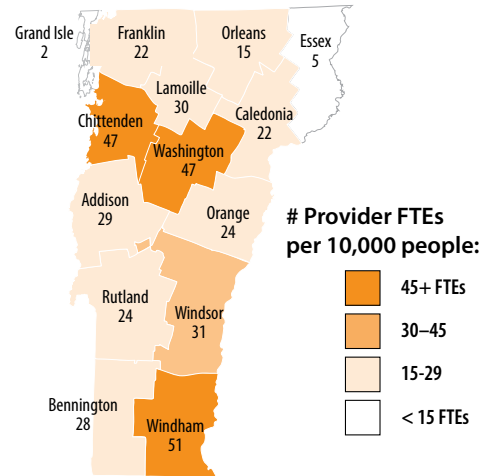 Grand Isle
2
Franklin
22
Orleans
15
Essex
5
Lamoille
30
Caledonia
22
Chittenden
47
Washington
47
Addison
29
Orange
24
Rutland
24
Windsor
31
Bennington
28
Windham
51
# Provider FTEs
per 10,000 people:
45+ FTEs
30–45
15-29
< 15 FTEs